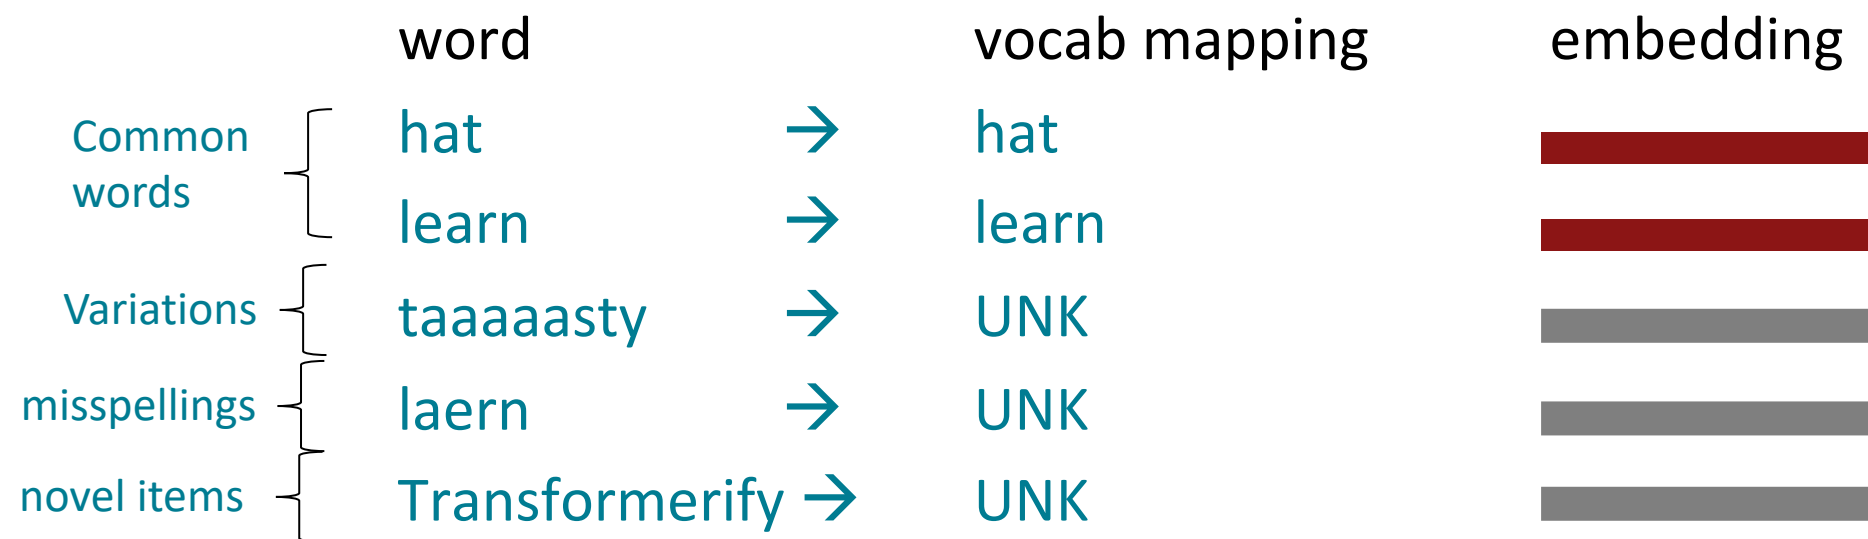 word vocab mapping embedding
Common words hat → hat
learn → learn
Variations taaaaasty → UNK
misspellings laern → UNK
novel items Transformerify → UNK